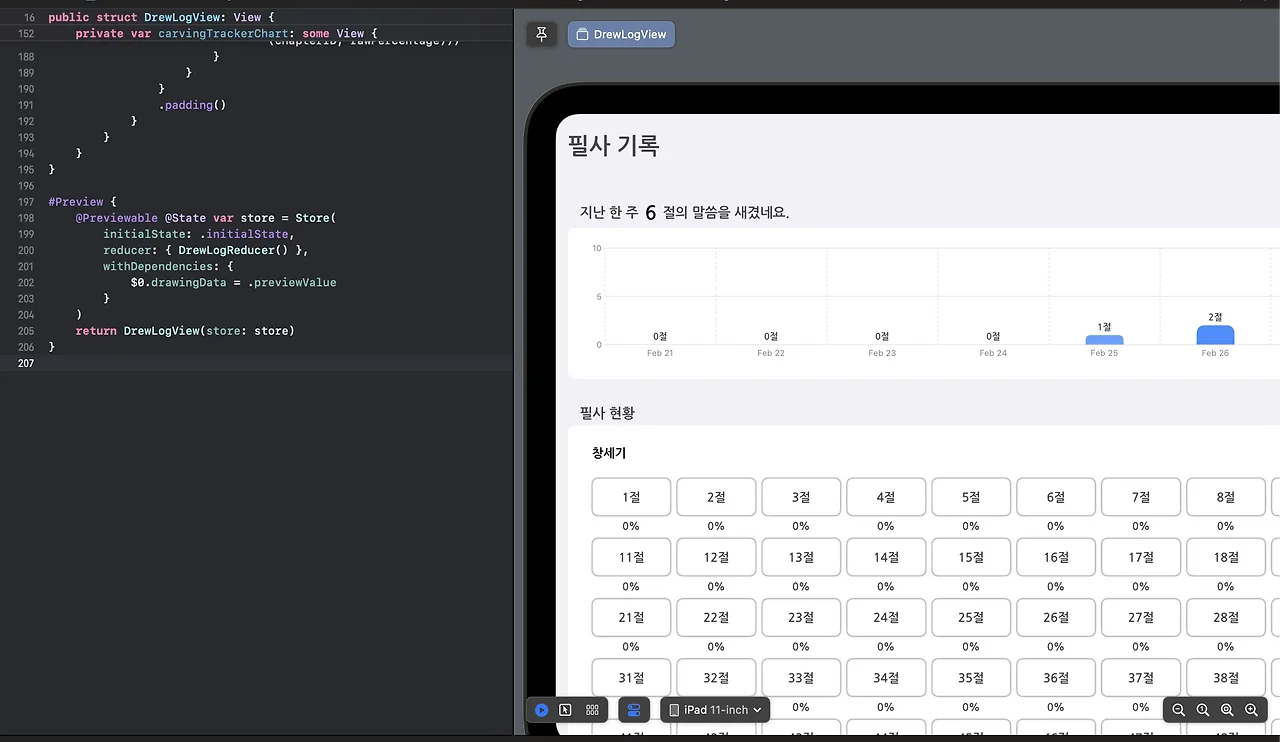 16 public struct DrewLogView: View {
152 private var carvingTrackerChart: some View {
(chapterID, rawPercentage)))
188 }
189 }
190 }
191 .padding()
192 }
193 }
194 }
195 }
196
197 #Preview {
198 @Previewable @State var store = Store(
199 initialState: .initialState,
200 reducer: { DrewLogReducer() },
201 withDependencies: {
202 $0.drawingData = .previewValue
203 }
204 )
205 return DrewLogView(store: store)
206 }
207
DrewLogView
필사 기록
지난 한 주 6 절의 말씀을 새겼네요.
10
5
0
0절 0절 0절 0절 1절 2절
Feb 21 Feb 22 Feb 23 Feb 24 Feb 25 Feb 26
필사 현황
창세기
1절 2절 3절 4절 5절 6절 7절 8절
0% 0% 0% 0% 0% 0% 0% 0%
11절 12절 13절 14절 15절 16절 17절 18절
0% 0% 0% 0% 0% 0% 0% 0%
21절 22절 23절 24절 25절 26절 27절 28절
0% 0% 0% 0% 0% 0% 0% 0%
31절 32절 33절 34절 35절 36절 37절 38절
0% 0% 0% 0% 0%
iPad 11-inch